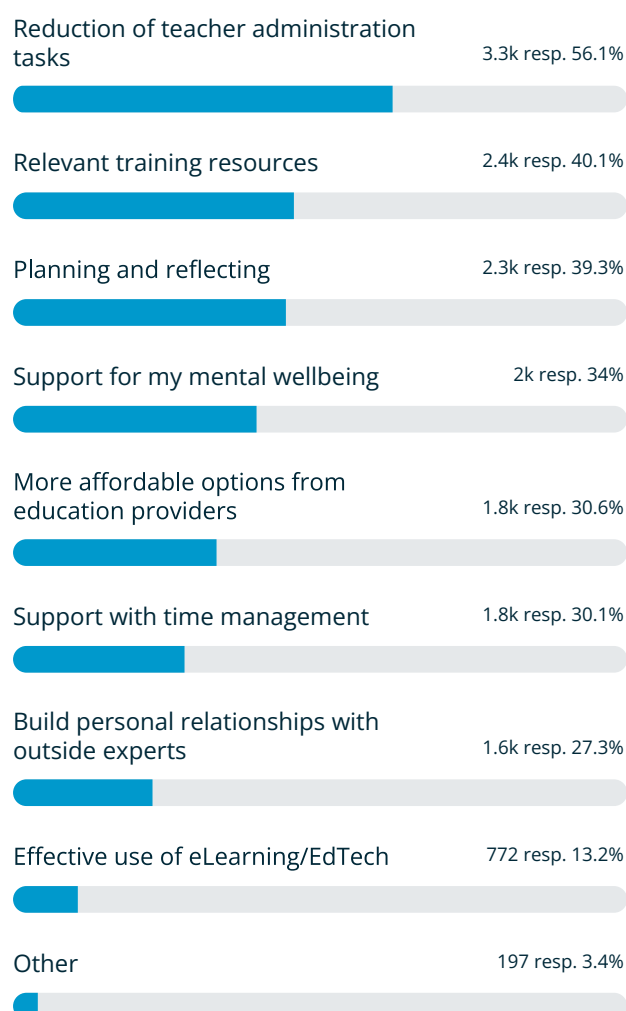 Reduction of teacher administration
tasks
3.3k resp. 56.1%
Relevant training resources
2.4k resp. 40.1%
Planning and reflecting
2.3k resp. 39.3%
Support for my mental wellbeing
2k resp. 34%
More affordable options from
education providers
1.8k resp. 30.6%
Support with time management
1.8k resp. 30.1%
Build personal relationships with
outside experts
1.6k resp. 27.3%
Effective use of eLearning/EdTech
772 resp. 13.2%
Other
197 resp. 3.4%